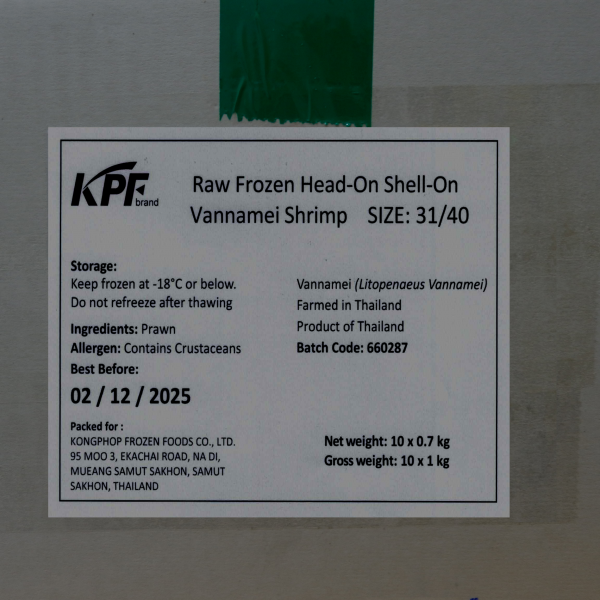 KPF
brand
Raw Frozen Head-On Shell-On
Vannamei Shrimp SIZE: 31/40
Storage:
Keep frozen at -18°C or below.
Do not refreeze after thawing
Ingredients: Prawn
Allergen: Contains Crustaceans
Best Before:
02 / 12 / 2025
Vannamei (Litopenaeus Vannamei)
Farmed in Thailand
Product of Thailand
Batch Code: 660287
Packed for :
KONGPHOP FROZEN FOODS CO., LTD.
95 MOO 3, EKACHAI ROAD, NA DI,
MUEANG SAMUT SAKHON, SAMUT
SAKHON, THAILAND
Net weight: 10 x 0.7 kg
Gross weight: 10 x 1 kg